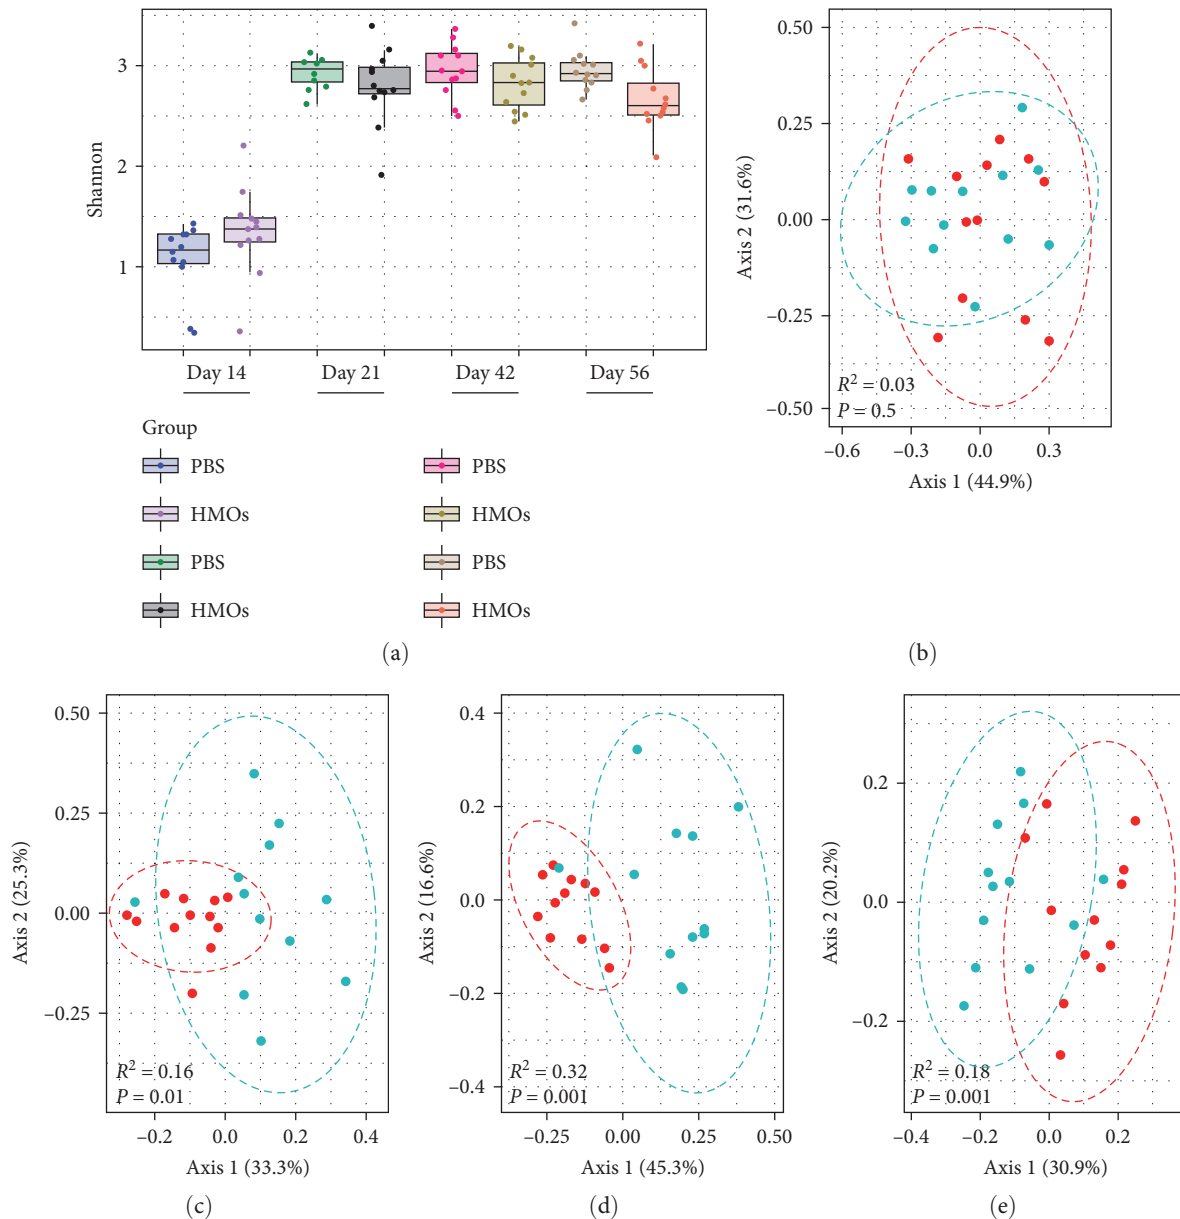 3
2
1
Shannon
Day 14
Day 21
Day 42
Day 56
Group
PBS
HMOs
PBS
HMOs
PBS
HMOs
PBS
HMOs
(a)
0.50
0.25
0.00
−0.25
−0.50
Axis 2 (31.6%)
R² = 0.03
P = 0.5
−0.6 −0.3 0.0 0.3
Axis 1 (44.9%)
(b)
0.50
0.25
0.00
−0.25
Axis 2 (25.3%)
R² = 0.16
P = 0.01
−0.2 0.0 0.2 0.4
Axis 1 (33.3%)
(c)
0.4
0.2
0.0
−0.2
−0.4
Axis 2 (16.6%)
R² = 0.32
P = 0.001
−0.25 0.00 0.25 0.50
Axis 1 (45.3%)
(d)
0.2
0.0
−0.2
Axis 2 (20.2%)
R² = 0.18
P = 0.001
−0.4 −0.2 0.0 0.2
Axis 1 (30.9%)
(e)